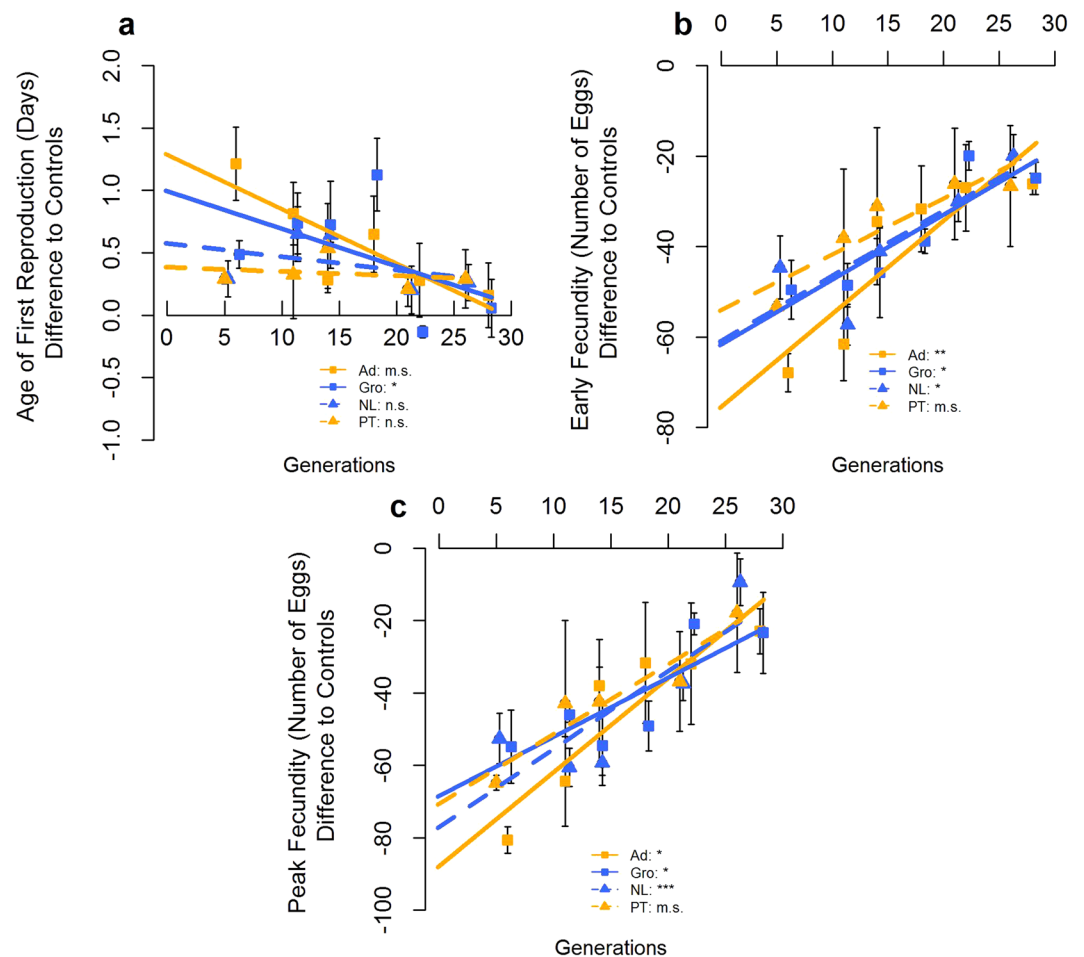 a
Age of First Reproduction (Days)
Difference to Controls
2.0
1.5
1.0
0.5
0.0
-0.5
-1.0
0 5 10 15 20 25 30
Ad: m.s.
Gro: *
NL: n.s.
PT: n.s.
Generations
b
0 5 10 15 20 25 30
Early Fecundity (Number of Eggs)
Difference to Controls
0
-20
-40
-60
-80
Ad: **
Gro: *
NL: *
PT: m.s.
Generations
c
0 5 10 15 20 25 30
Peak Fecundity (Number of Eggs)
Difference to Controls
0
-20
-40
-60
-80
-100
Ad: *
Gro: *
NL: ***
PT: m.s.
Generations